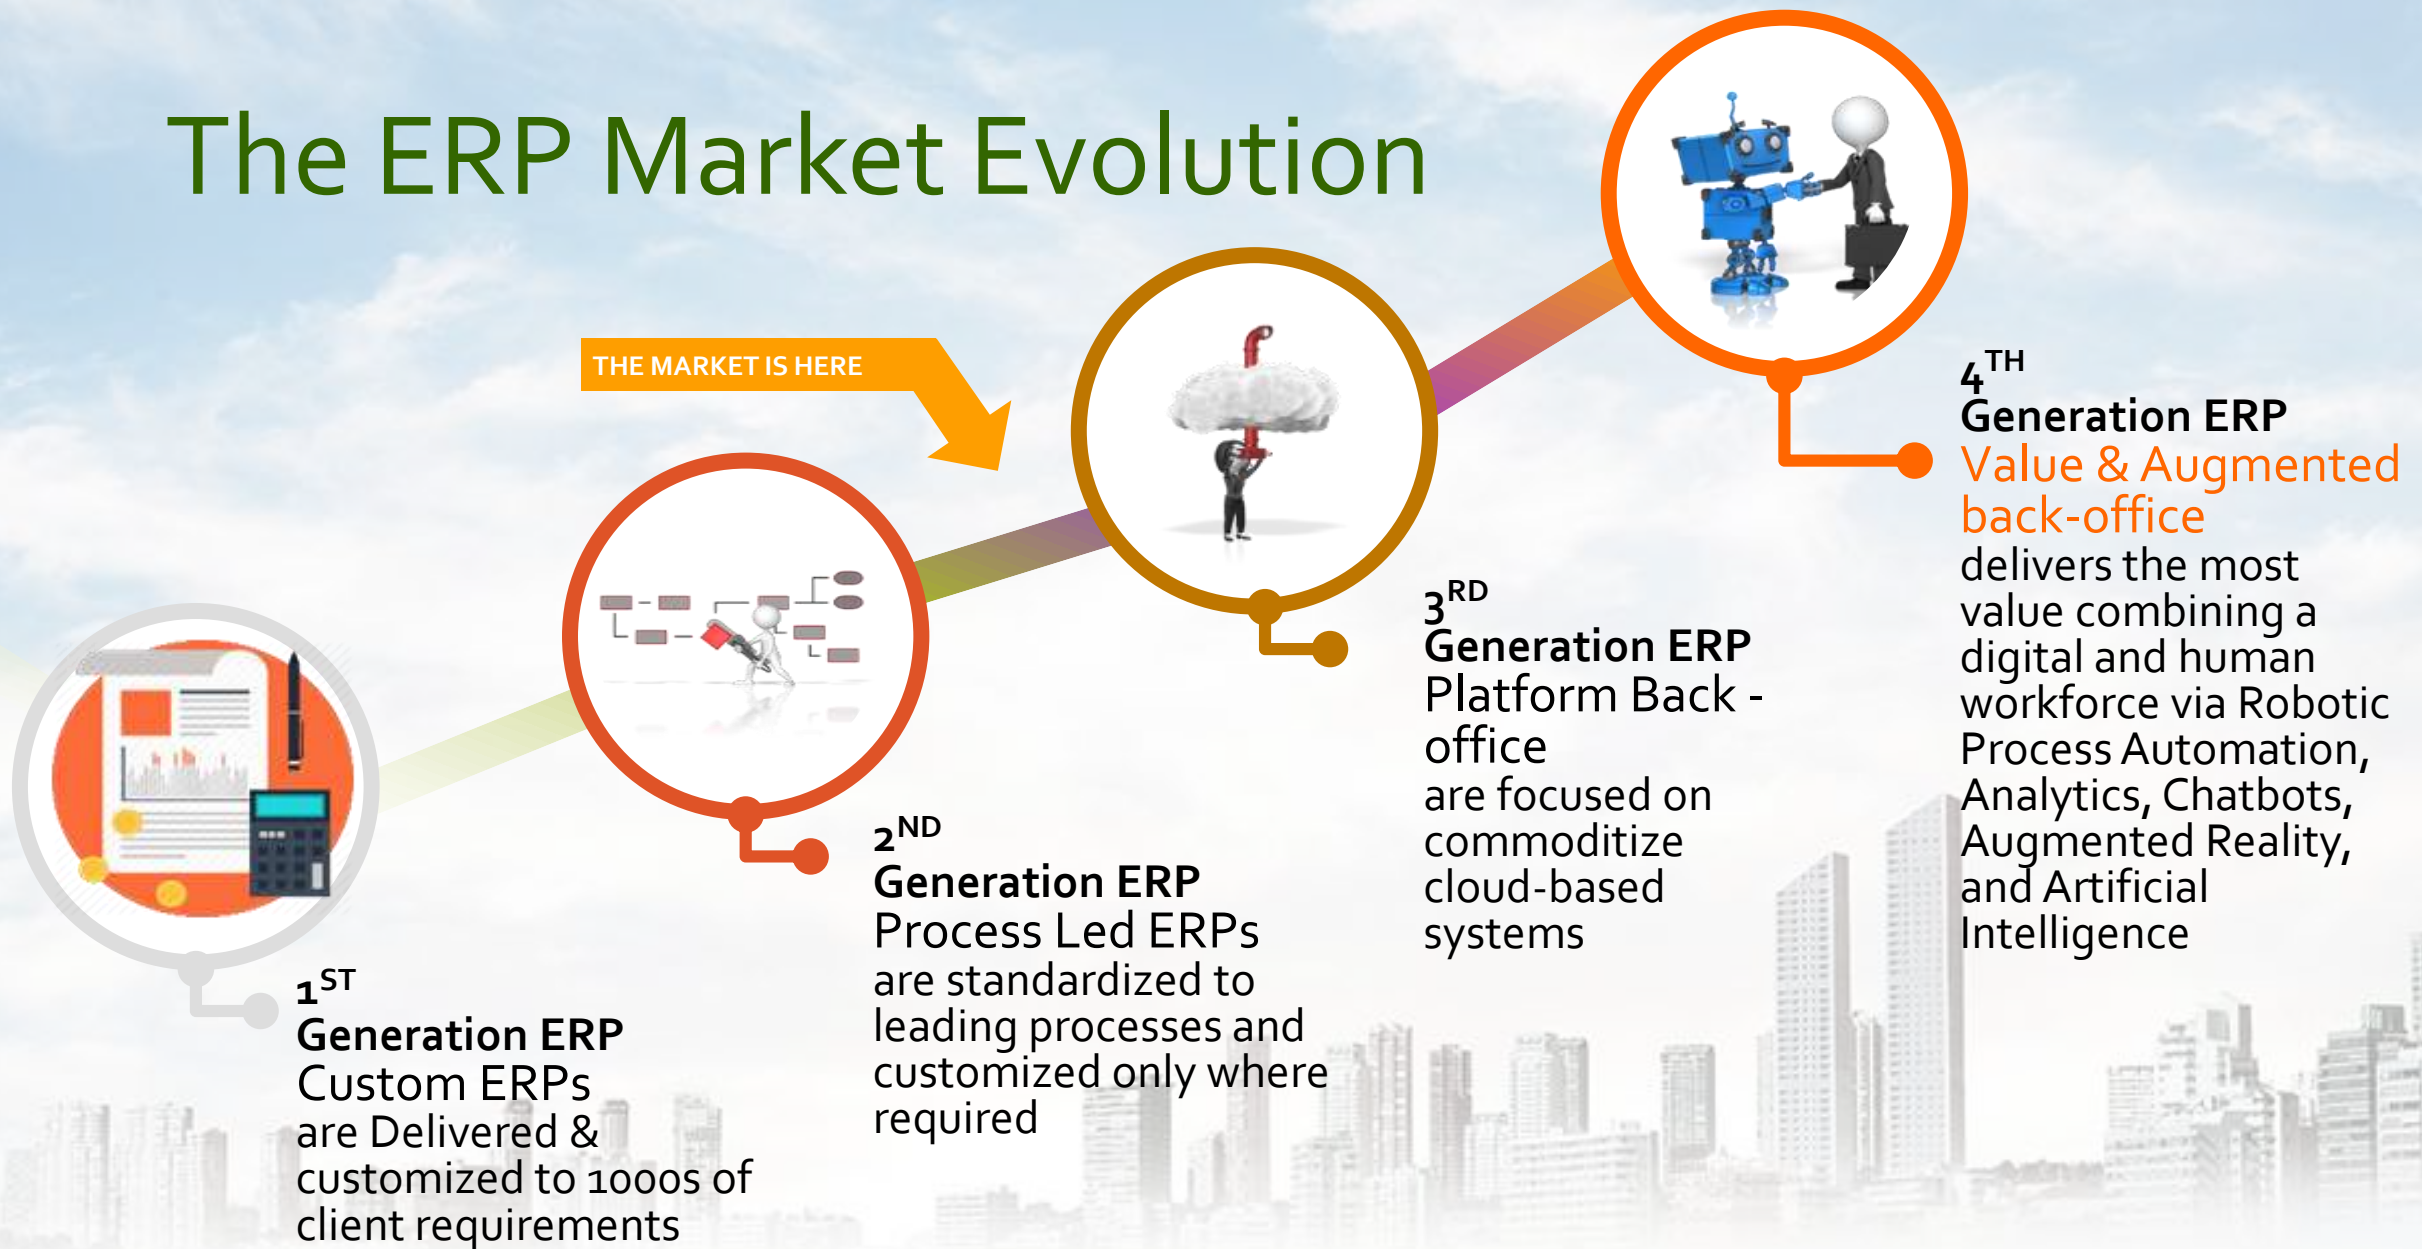 The ERP Market Evolution
THE MARKET IS HERE
1ST
Generation ERP
Custom ERPs
are Delivered &
customized to 1000s of
client requirements
2ND
Generation ERP
Process Led ERPs
are standardized to
leading processes and
customized only where
required
3RD
Generation ERP
Platform Back -
office
are focused on
commoditize
cloud-based
systems
4TH
Generation ERP
Value & Augmented
back-office
delivers the most
value combining a
digital and human
workforce via Robotic
Process Automation,
Analytics, Chatbots,
Augmented Reality,
and Artificial
Intelligence